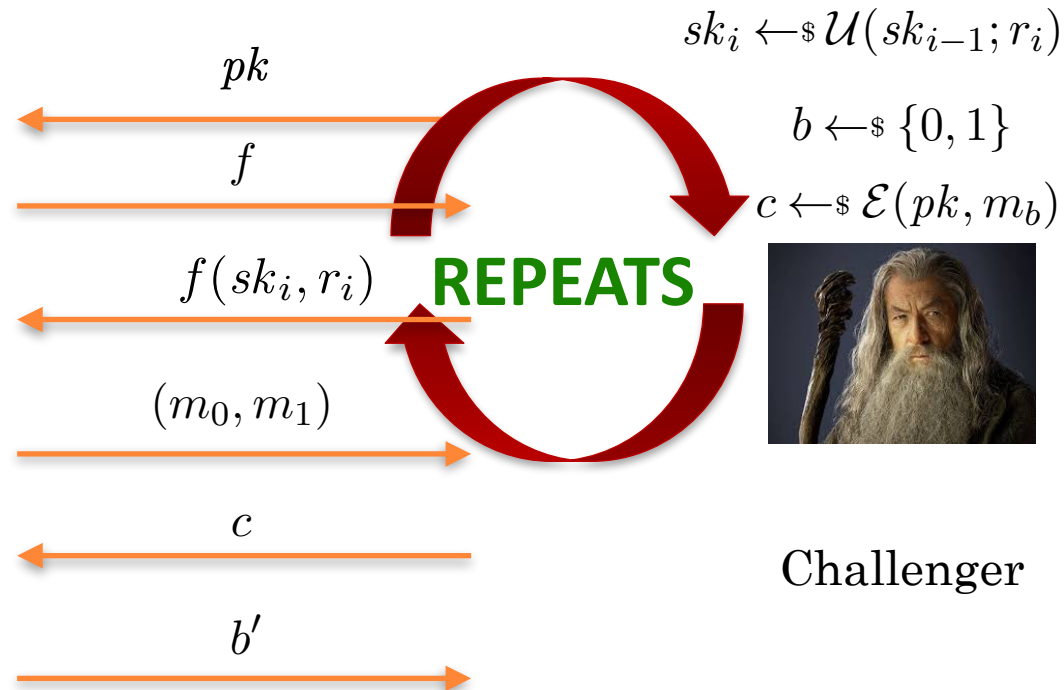 sk_i ←$ U(sk_{i−1}; r_i)
pk
b ←$ {0, 1}
f
c ←$ E(pk, m_b)
f(sk_i, r_i)
REPEATS
(m_0, m_1)
c
Challenger
b′